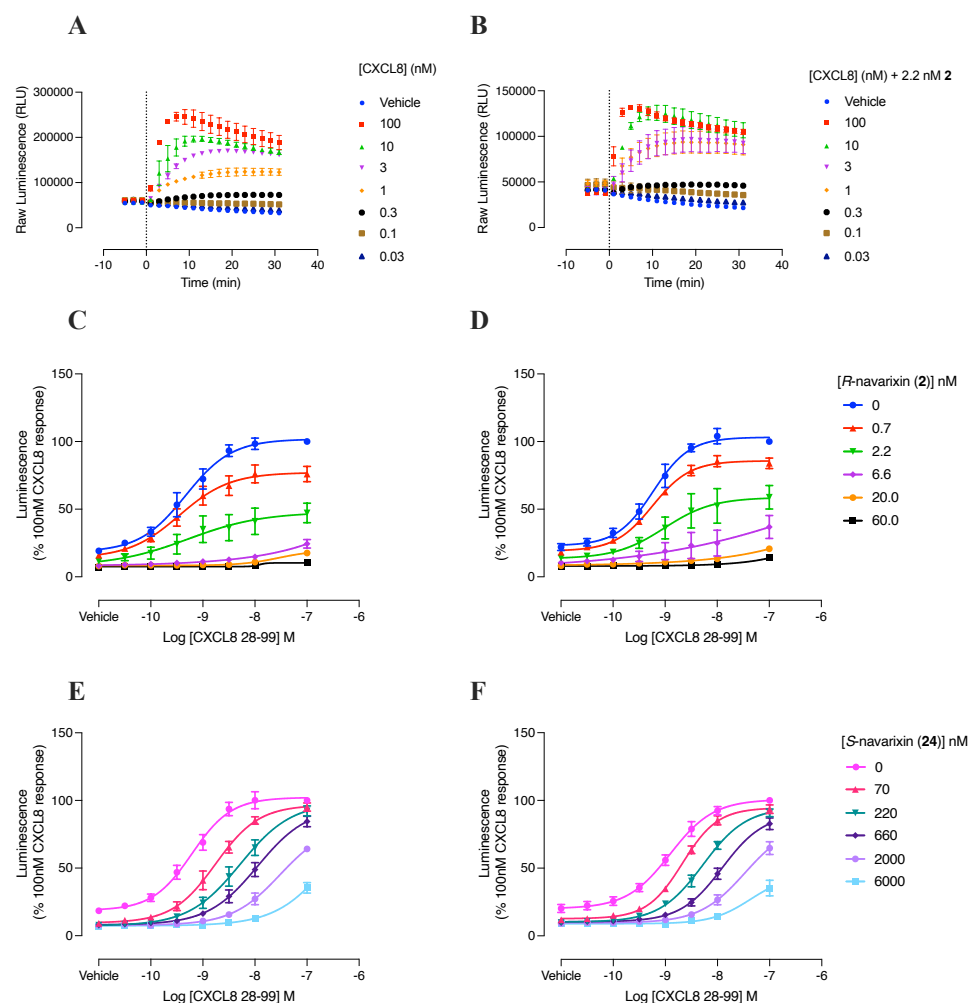 A
B
[CXCL8] (nM)
Vehicle
100
10
3
1
0.3
0.1
0.03
Raw Luminescence (RLU)
300000
200000
100000
0
-10
0
10
20
30
40
Time (min)
[CXCL8] (nM) + 2.2 nM 2
Vehicle
100
10
3
1
0.3
0.1
0.03
Raw Luminescence (RLU)
150000
100000
50000
0
-10
0
10
20
30
40
Time (min)
C
D
Luminescence
(% 100nM CXCL8 response)
150
100
50
0
Vehicle
-10
-9
-8
-7
-6
Log [CXCL8 28-99] M
Luminescence
(% 100nM CXCL8 response)
150
100
50
0
Vehicle
-10
-9
-8
-7
-6
Log [CXCL8 28-99] M
[R-navarixin (2)] nM
0
0.7
2.2
6.6
20.0
60.0
E
F
Luminescence
(% 100nM CXCL8 response)
150
100
50
0
Vehicle
-10
-9
-8
-7
-6
Log [CXCL8 28-99] M
Luminescence
(% 100nM CXCL8 response)
150
100
50
0
Vehicle
-10
-9
-8
-7
-6
Log [CXCL8 28-99] M
[S-navarixin (24)] nM
0
70
220
660
2000
6000